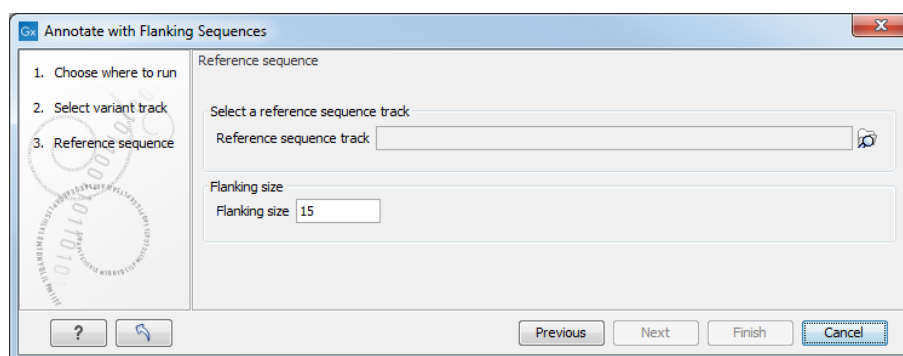 Gx Annotate with Flanking Sequences
1. Choose where to run
2. Select variant track
3. Reference sequence
Reference sequence
Select a reference sequence track
Reference sequence track
Flanking size
Flanking size 15
? Previous Next Finish Cancel